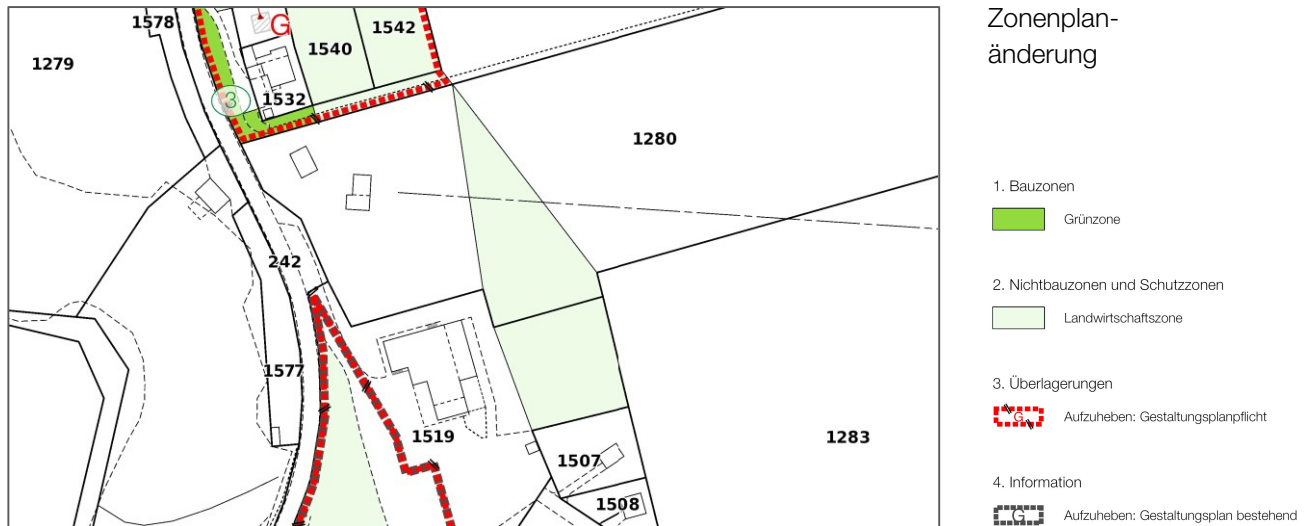 1578
G
1542
1540
1279
1532
3
1280
242
1577
1519
1283
1507
1508
Zonenplan-
änderung
1. Bauzonen
Grünzone
2. Nichtbauzonen und Schutzzonen
Landwirtschaftszone
3. Überlagerungen
G
Aufzuheben: Gestaltungsplanpflicht
4. Information
G
Aufzuheben: Gestaltungsplan bestehend